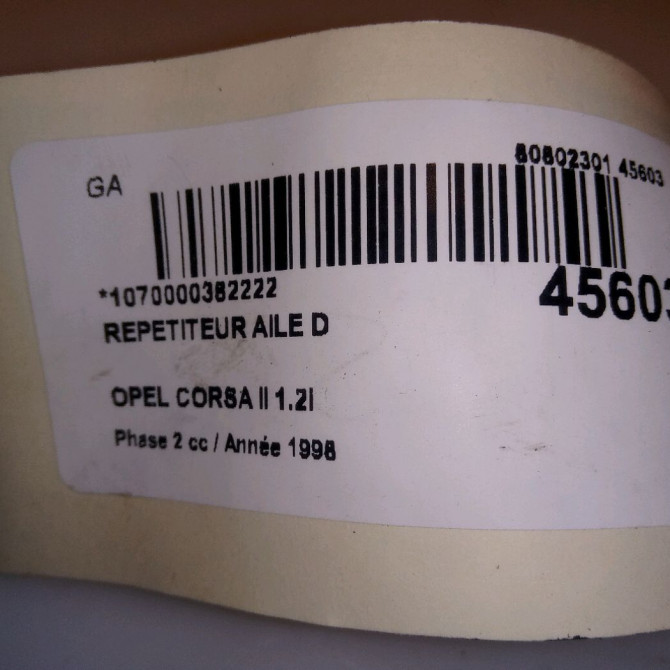 GA
80802301 45603
*1070000382222
45603
REPETITEUR AILE D
OPEL CORSA II 1.2I
Phase 2 cc / Année 1998